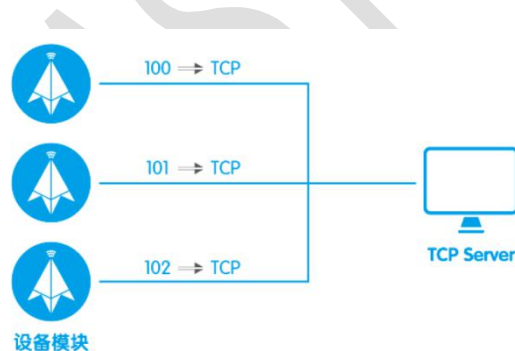 100 ⇒ TCP
101 ⇒ TCP
102 ⇒ TCP
TCP Server
设备模块